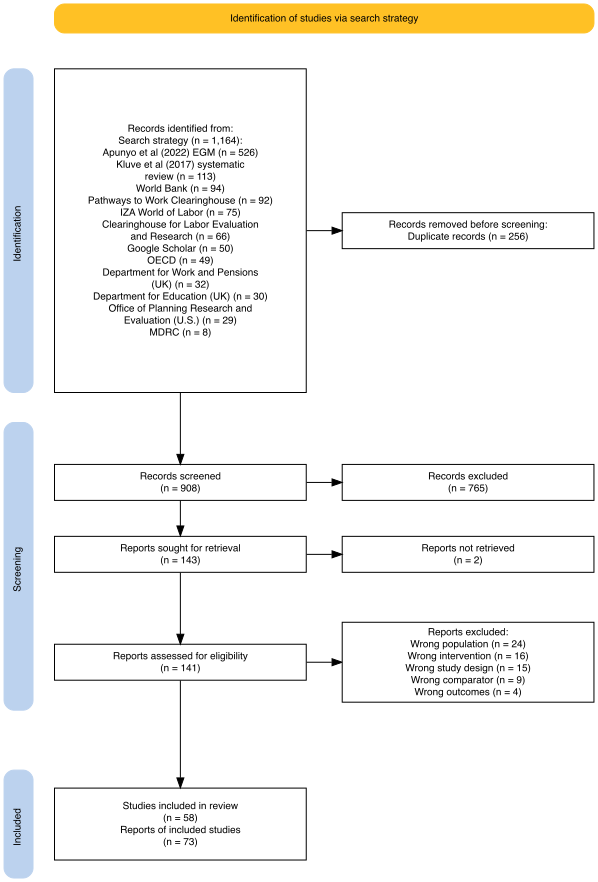 Identification of studies via search strategy
Identification
Records identified from:
Search strategy (n = 1,164):
Apunyo et al (2022) EGM (n = 526)
Kluve et al (2017) systematic
review (n = 113)
World Bank (n = 94)
Pathways to Work Clearinghouse (n = 92)
IZA World of Labor (n = 75)
Clearinghouse for Labor Evaluation
and Research (n = 66)
Google Scholar (n = 50)
OECD (n = 49)
Department for Work and Pensions
(UK) (n = 32)
Department for Education (UK) (n = 30)
Office of Planning Research and
Evaluation (U.S.) (n = 29)
MDRC (n = 8)
Records removed before screening:
Duplicate records (n = 256)
Screening
Records screened
(n = 908)
Records excluded
(n = 765)
Reports sought for retrieval
(n = 143)
Reports not retrieved
(n = 2)
Reports assessed for eligibility
(n = 141)
Reports excluded:
Wrong population (n = 24)
Wrong intervention (n = 16)
Wrong study design (n = 15)
Wrong comparator (n = 9)
Wrong outcomes (n = 4)
Included
Studies included in review
(n = 58)
Reports of included studies
(n = 73)